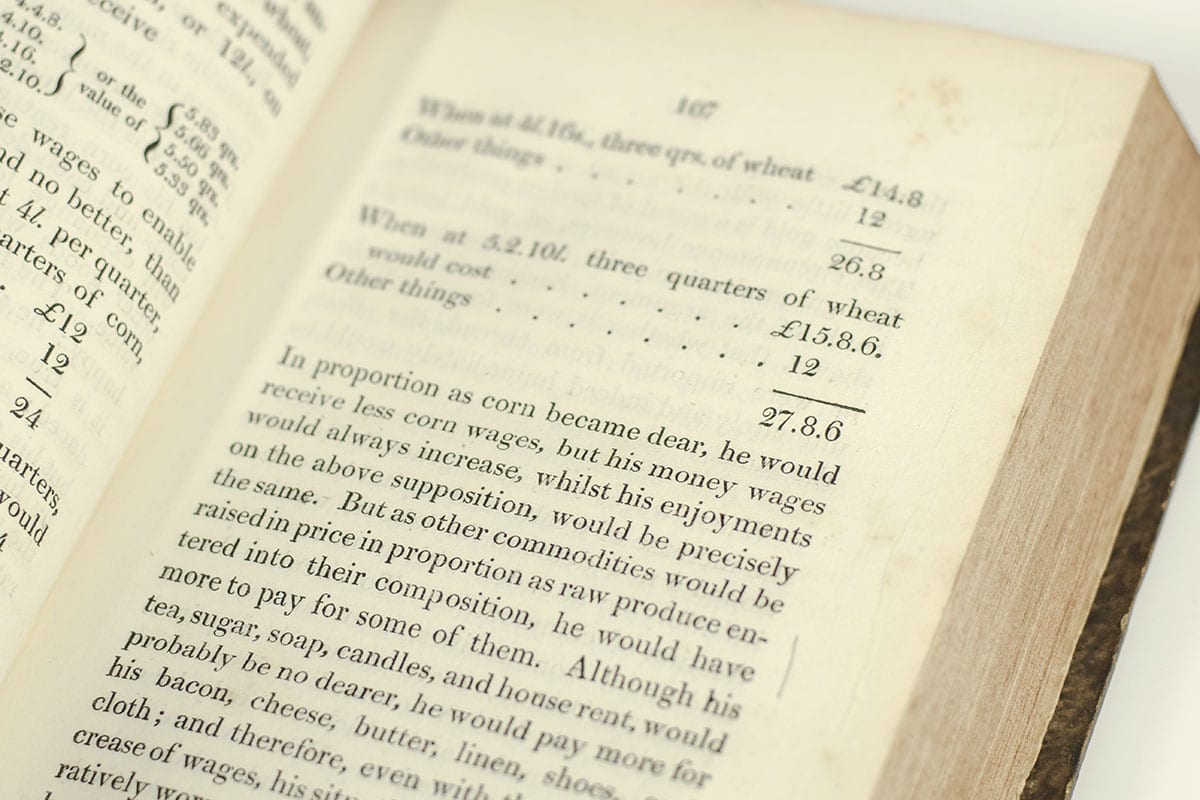 4.4.8.
4.10.
4.16.
2.10.
or the
value of
5.83 qrs.
5.66 qrs.
5.50 qrs.
5.33 qrs.
receive
expended
or 12l., on
wheat,
wages to enable
no better, than
4l. per quarter,
of corn,
£12
12
24
would
107
When at 4l.16s., three qrs. of wheat £14.8
Other things . . . . . . 12
26.8
When at 5.2.10l. three quarters of wheat
would cost . . . . . . . £15.8.6.
Other things . . . . . . . 12
27.8.6
In proportion as corn became dear, he would
receive less corn wages, but his money wages
would always increase, whilst his enjoyments
on the above supposition, would be precisely
the same. But as other commodities would be
raised in price in proportion as raw produce en-
tered into their composition, he would have
more to pay for some of them. Although his
tea, sugar, soap, candles, and house rent, would
probably be no dearer, he would pay more for
his bacon, cheese, butter, linen, shoes,
cloth; and therefore, even with
crease of wages, his
ratively